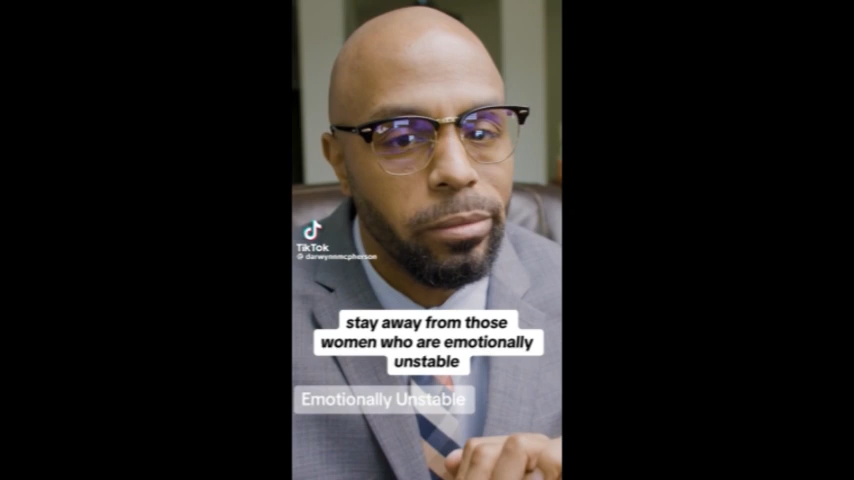 TikTok
@ darwynnmcpherson
stay away from those
women who are emotionally
unstable
Emotionally Unstable